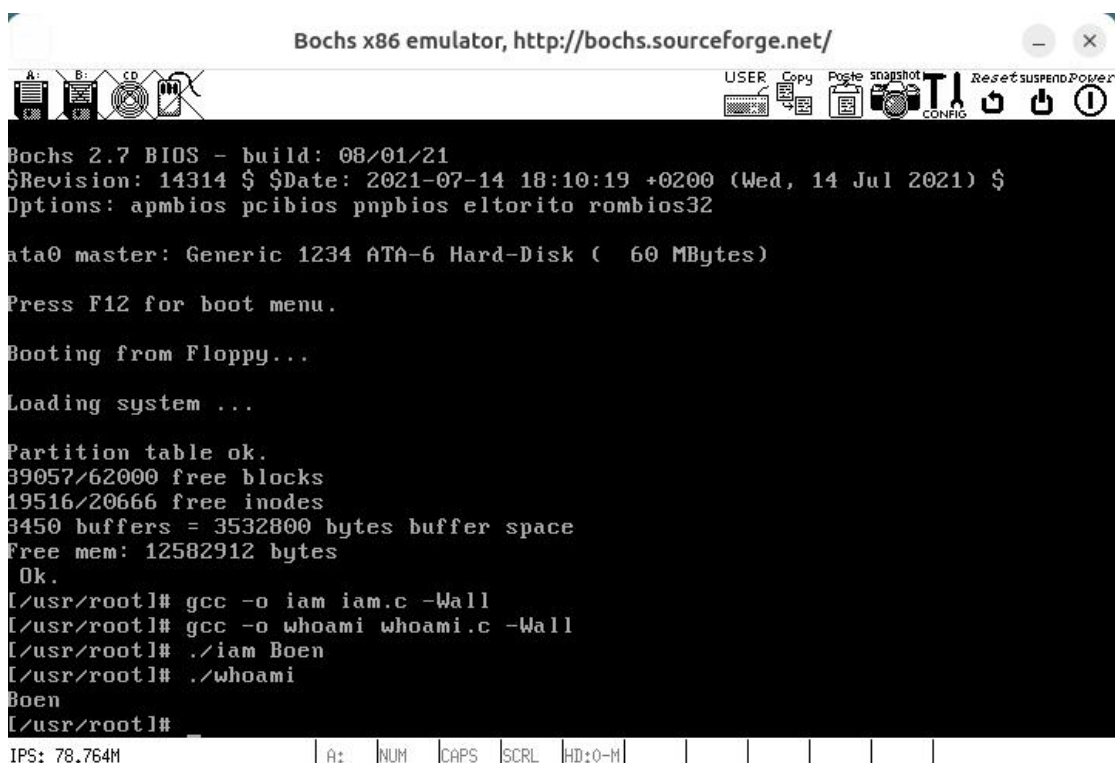 Bochs x86 emulator, http://bochs.sourceforge.net/
A: B: CD USER Copy Paste snapshot CONFIG Reset SUSPEND Power
Bochs 2.7 BIOS - build: 08/01/21
$Revision: 14314 $ $Date: 2021-07-14 18:10:19 +0200 (Wed, 14 Jul 2021) $
Options: apmbios pcibios pnpbios eltorito rombios32
ata0 master: Generic 1234 ATA-6 Hard-Disk (  60 MBytes)
Press F12 for boot menu.
Booting from Floppy...
Loading system ...
Partition table ok.
39057/62000 free blocks
19516/20666 free inodes
3450 buffers = 3532800 bytes buffer space
Free mem: 12582912 bytes
Ok.
[/usr/root]# gcc -o iam iam.c -Wall
[/usr/root]# gcc -o whoami whoami.c -Wall
[/usr/root]# ./iam Boen
[/usr/root]# ./whoami
Boen
[/usr/root]# _
IPS: 78.764M A: NUM CAPS SCRL HD:0-M